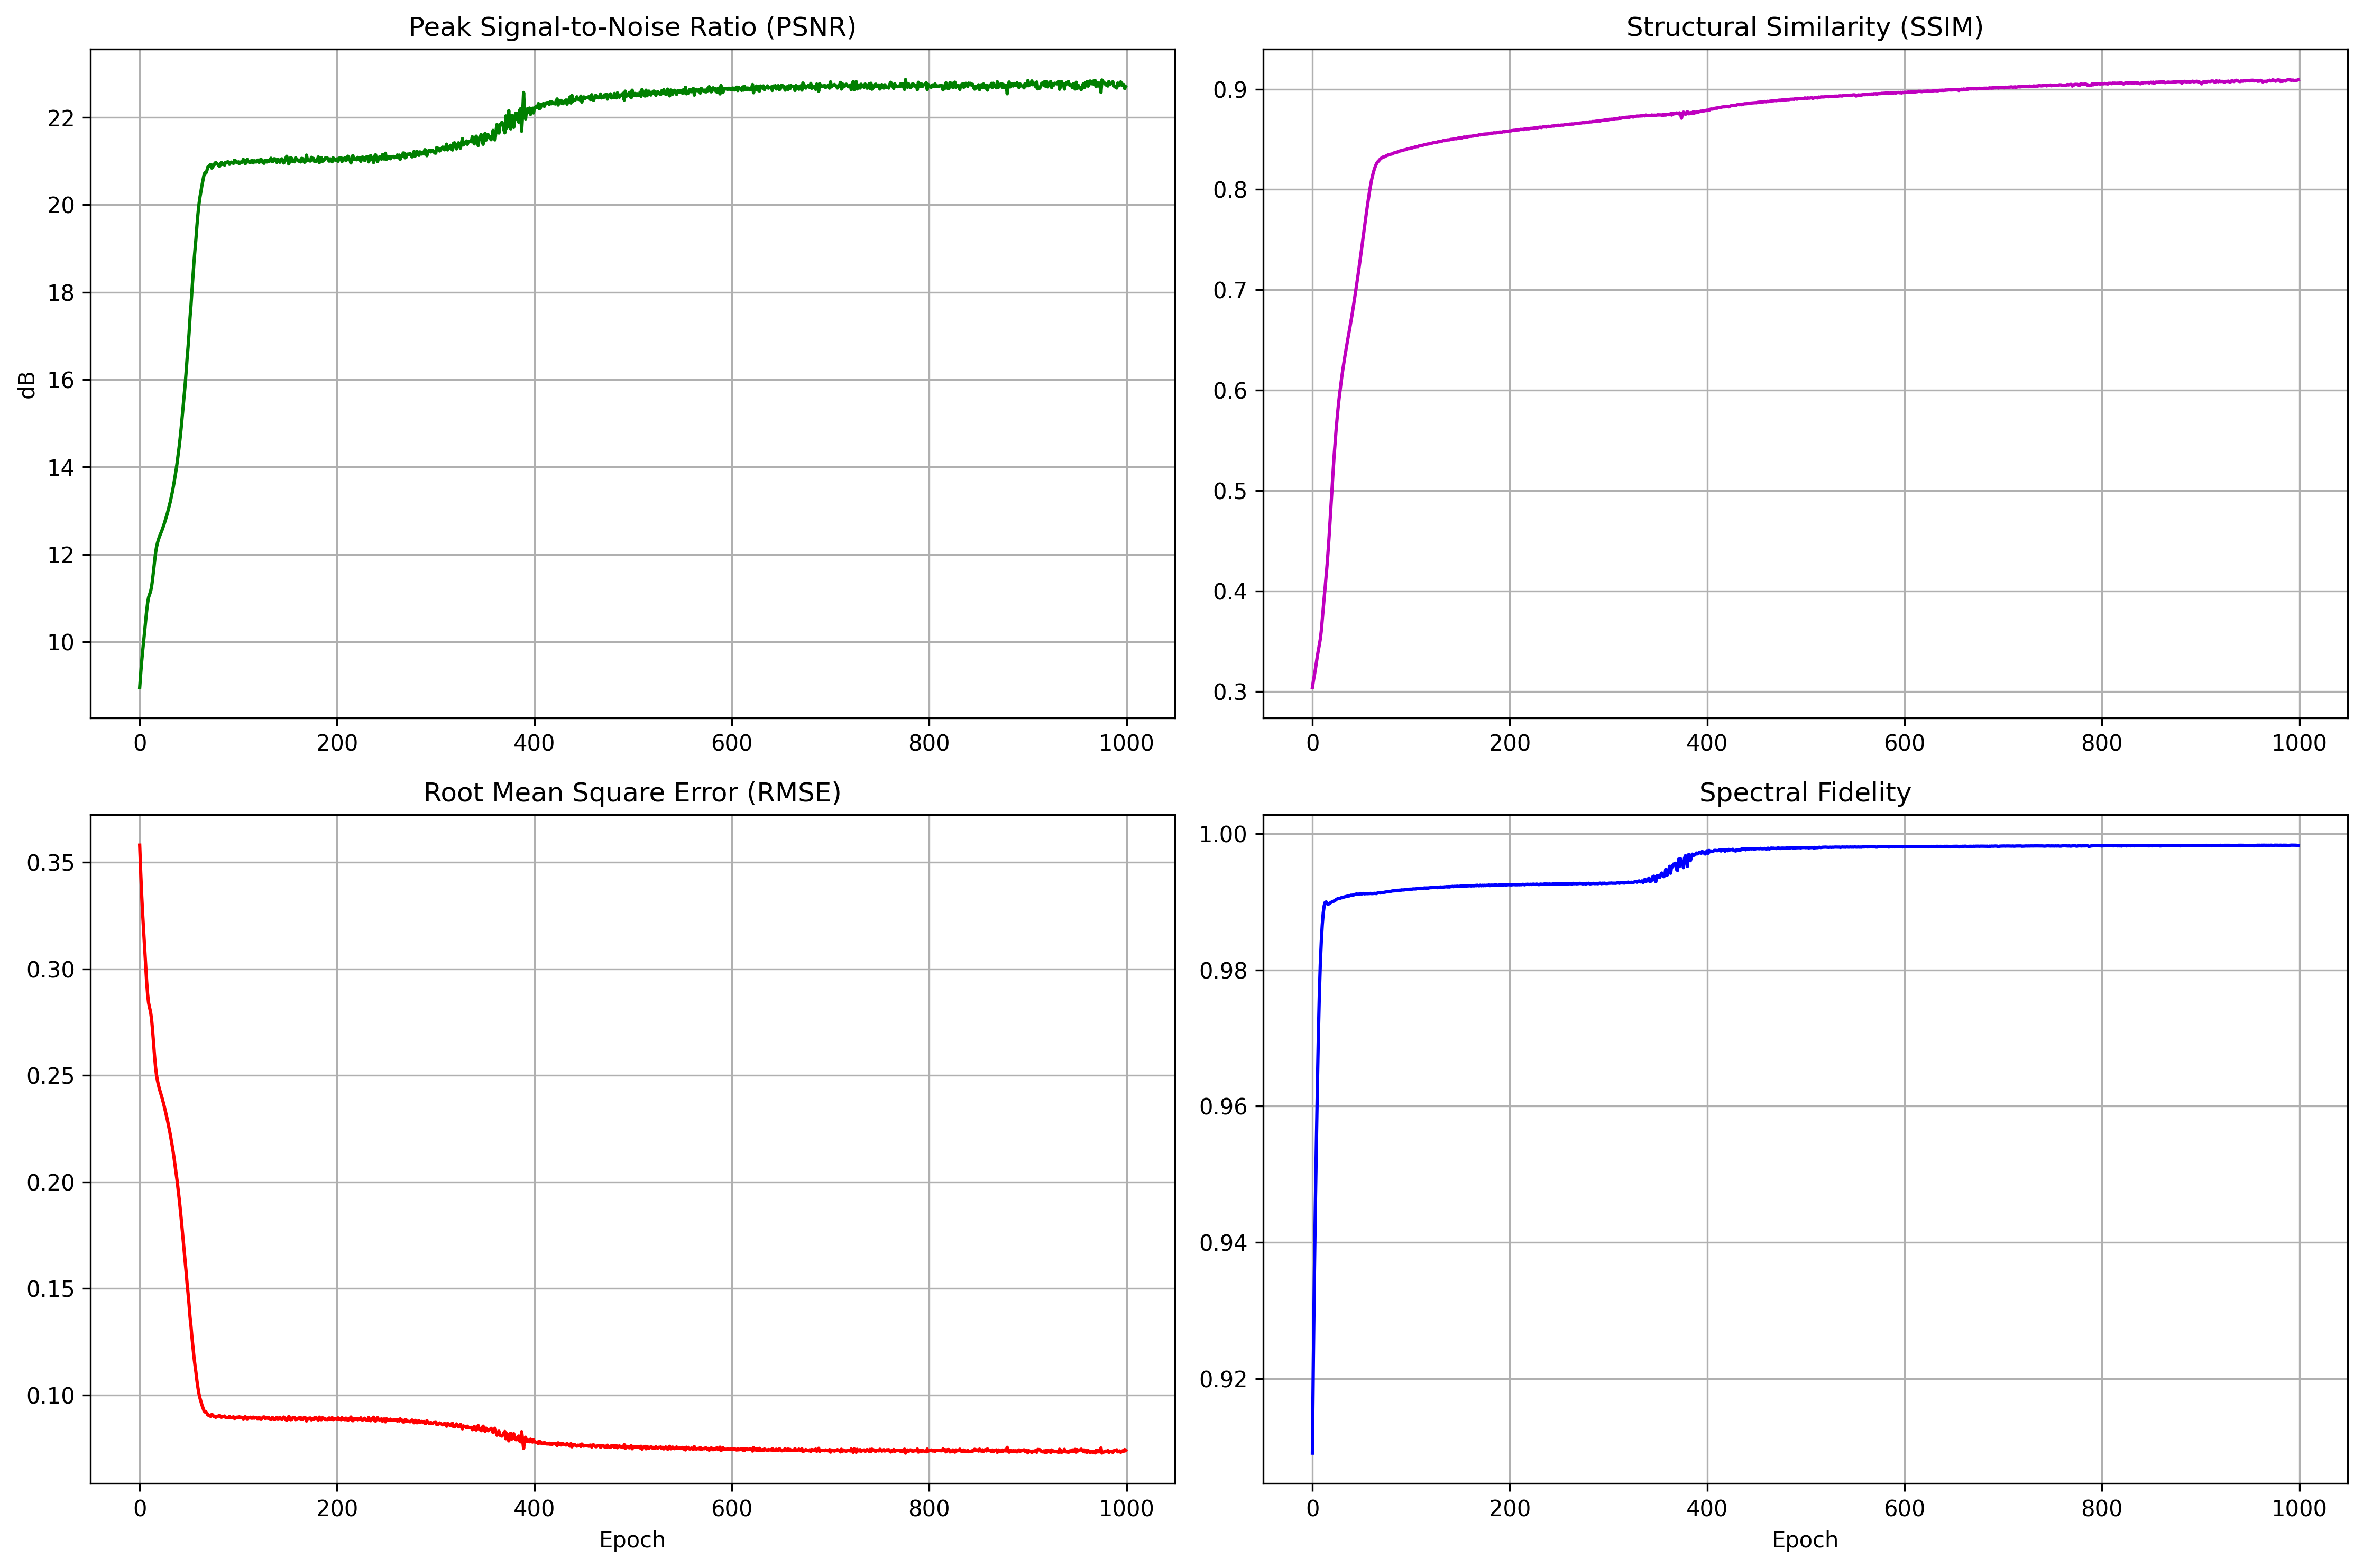 Peak Signal-to-Noise Ratio (PSNR)
dB
22
20
18
16
14
12
10
0 200 400 600 800 1000
Structural Similarity (SSIM)
0.9
0.8
0.7
0.6
0.5
0.4
0.3
0 200 400 600 800 1000
Root Mean Square Error (RMSE)
0.35
0.30
0.25
0.20
0.15
0.10
0 200 400 600 800 1000
Epoch
Spectral Fidelity
1.00
0.98
0.96
0.94
0.92
0 200 400 600 800 1000
Epoch